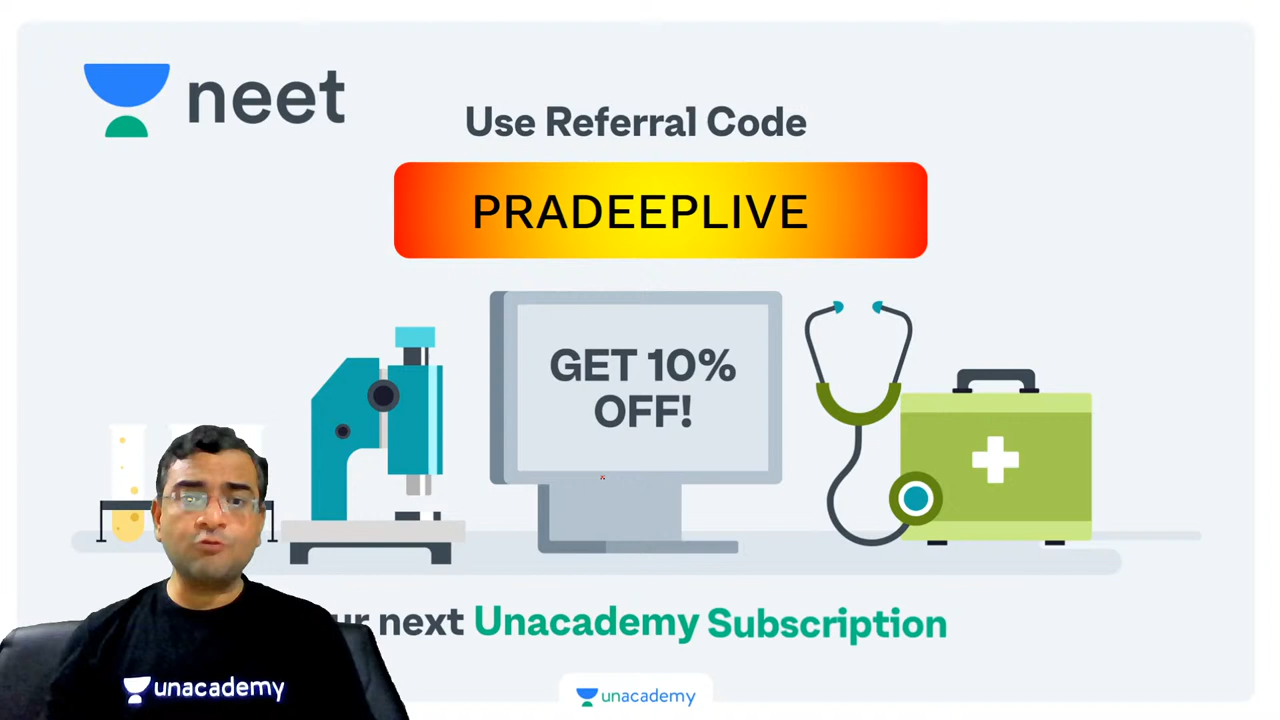 neet
Use Referral Code
PRADEEPLIVE
GET 10%
OFF!
next Unacademy Subscription
unacademy
unacademy